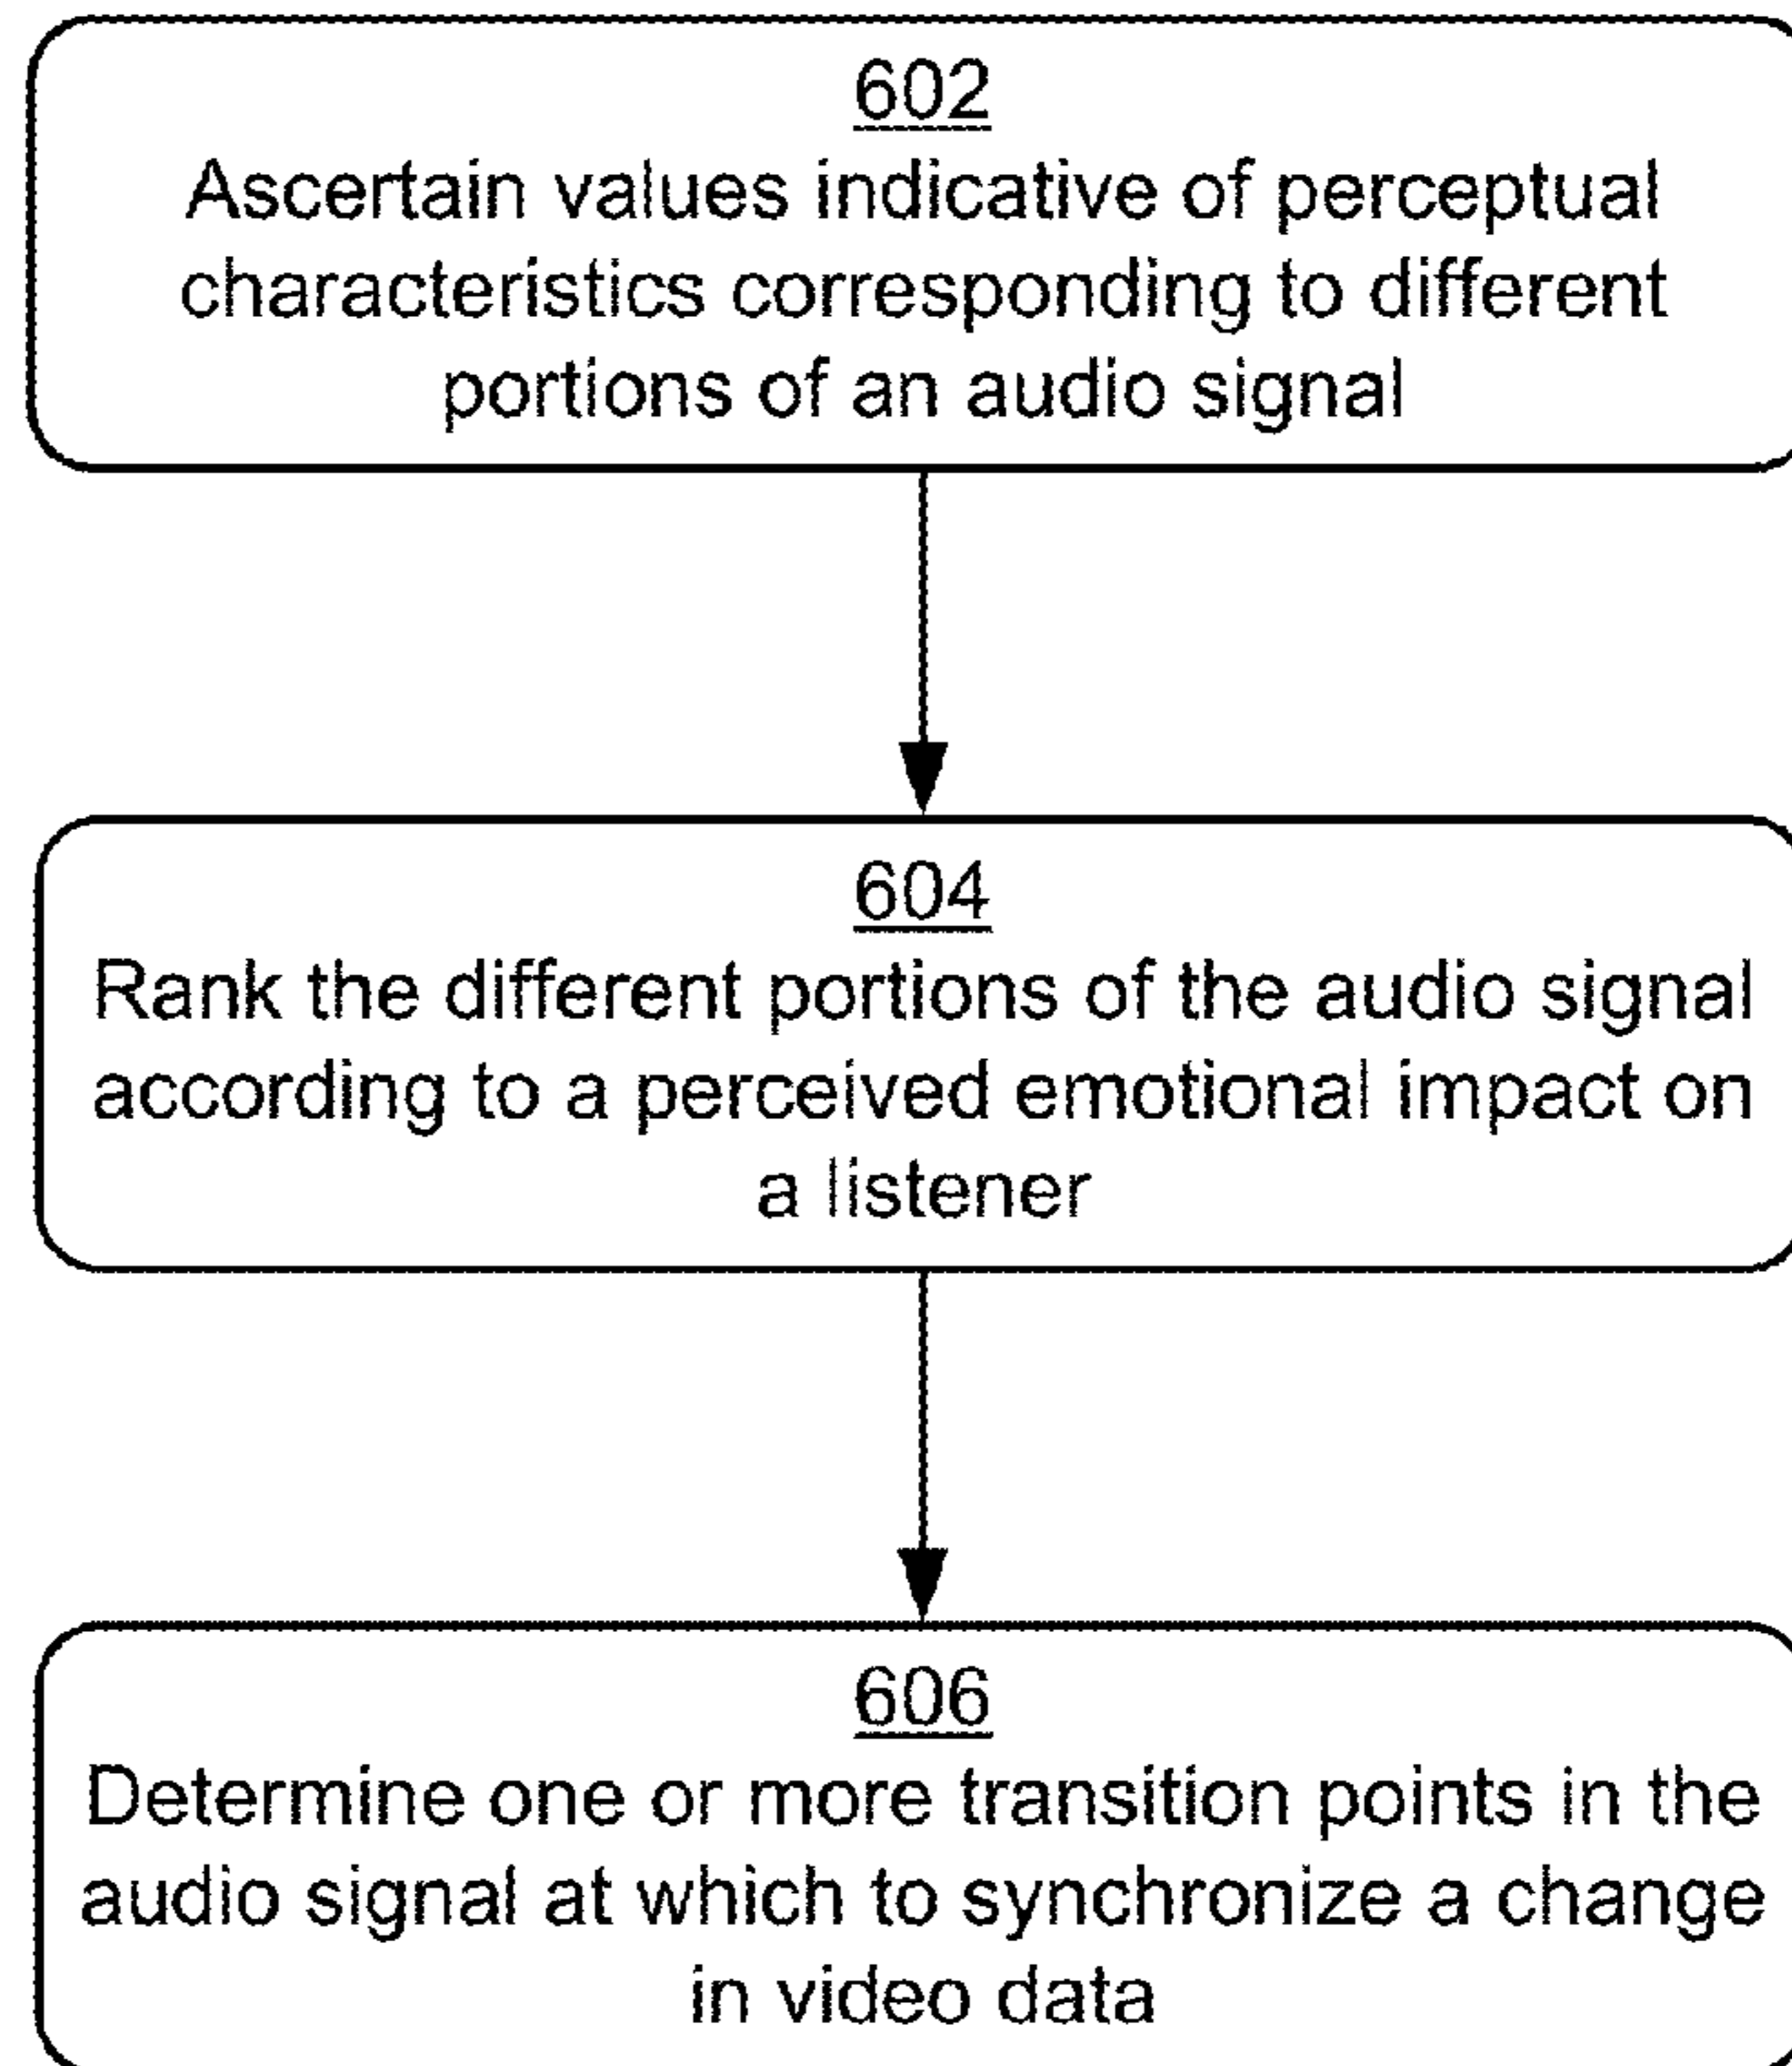 602
Ascertain values indicative of perceptual
characteristics corresponding to different
portions of an audio signal
604
Rank the different portions of the audio signal
according to a perceived emotional impact on
a listener
606
Determine one or more transition points in the
audio signal at which to synchronize a change
in video data